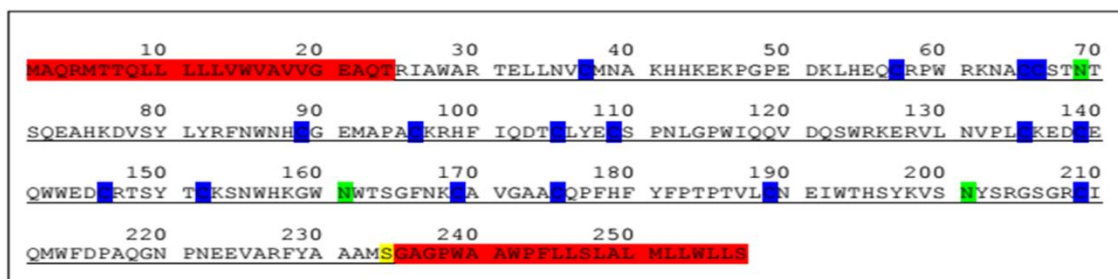 10 20 30 40 50 60 70
MAQRMTTQLL LLLVWVAVVG EAQTRIAWAR TELLNVCMNA KHHKEKPGPE DKLHEQCRPW RKNACCSTNT
80 90 100 110 120 130 140
SQEAHKDVSY LYRFNWNHCG EMAPACKRHF IQDTCLYECS PNLGPWIQQV DQSWRKERVL NVPLCKEDCE
150 160 170 180 190 200 210
QWWEDCRTSY TCKSNWHKGW NWTSGFNKCA VGAACQPFHF YFPTPTVLCN EIWTHSYKVS NYSRGSGRCI
220 230 240 250
QMWFDPAQGN PNEEVARFYA AAMSGAGPWA AWPFLLSLAL MLLWLLS